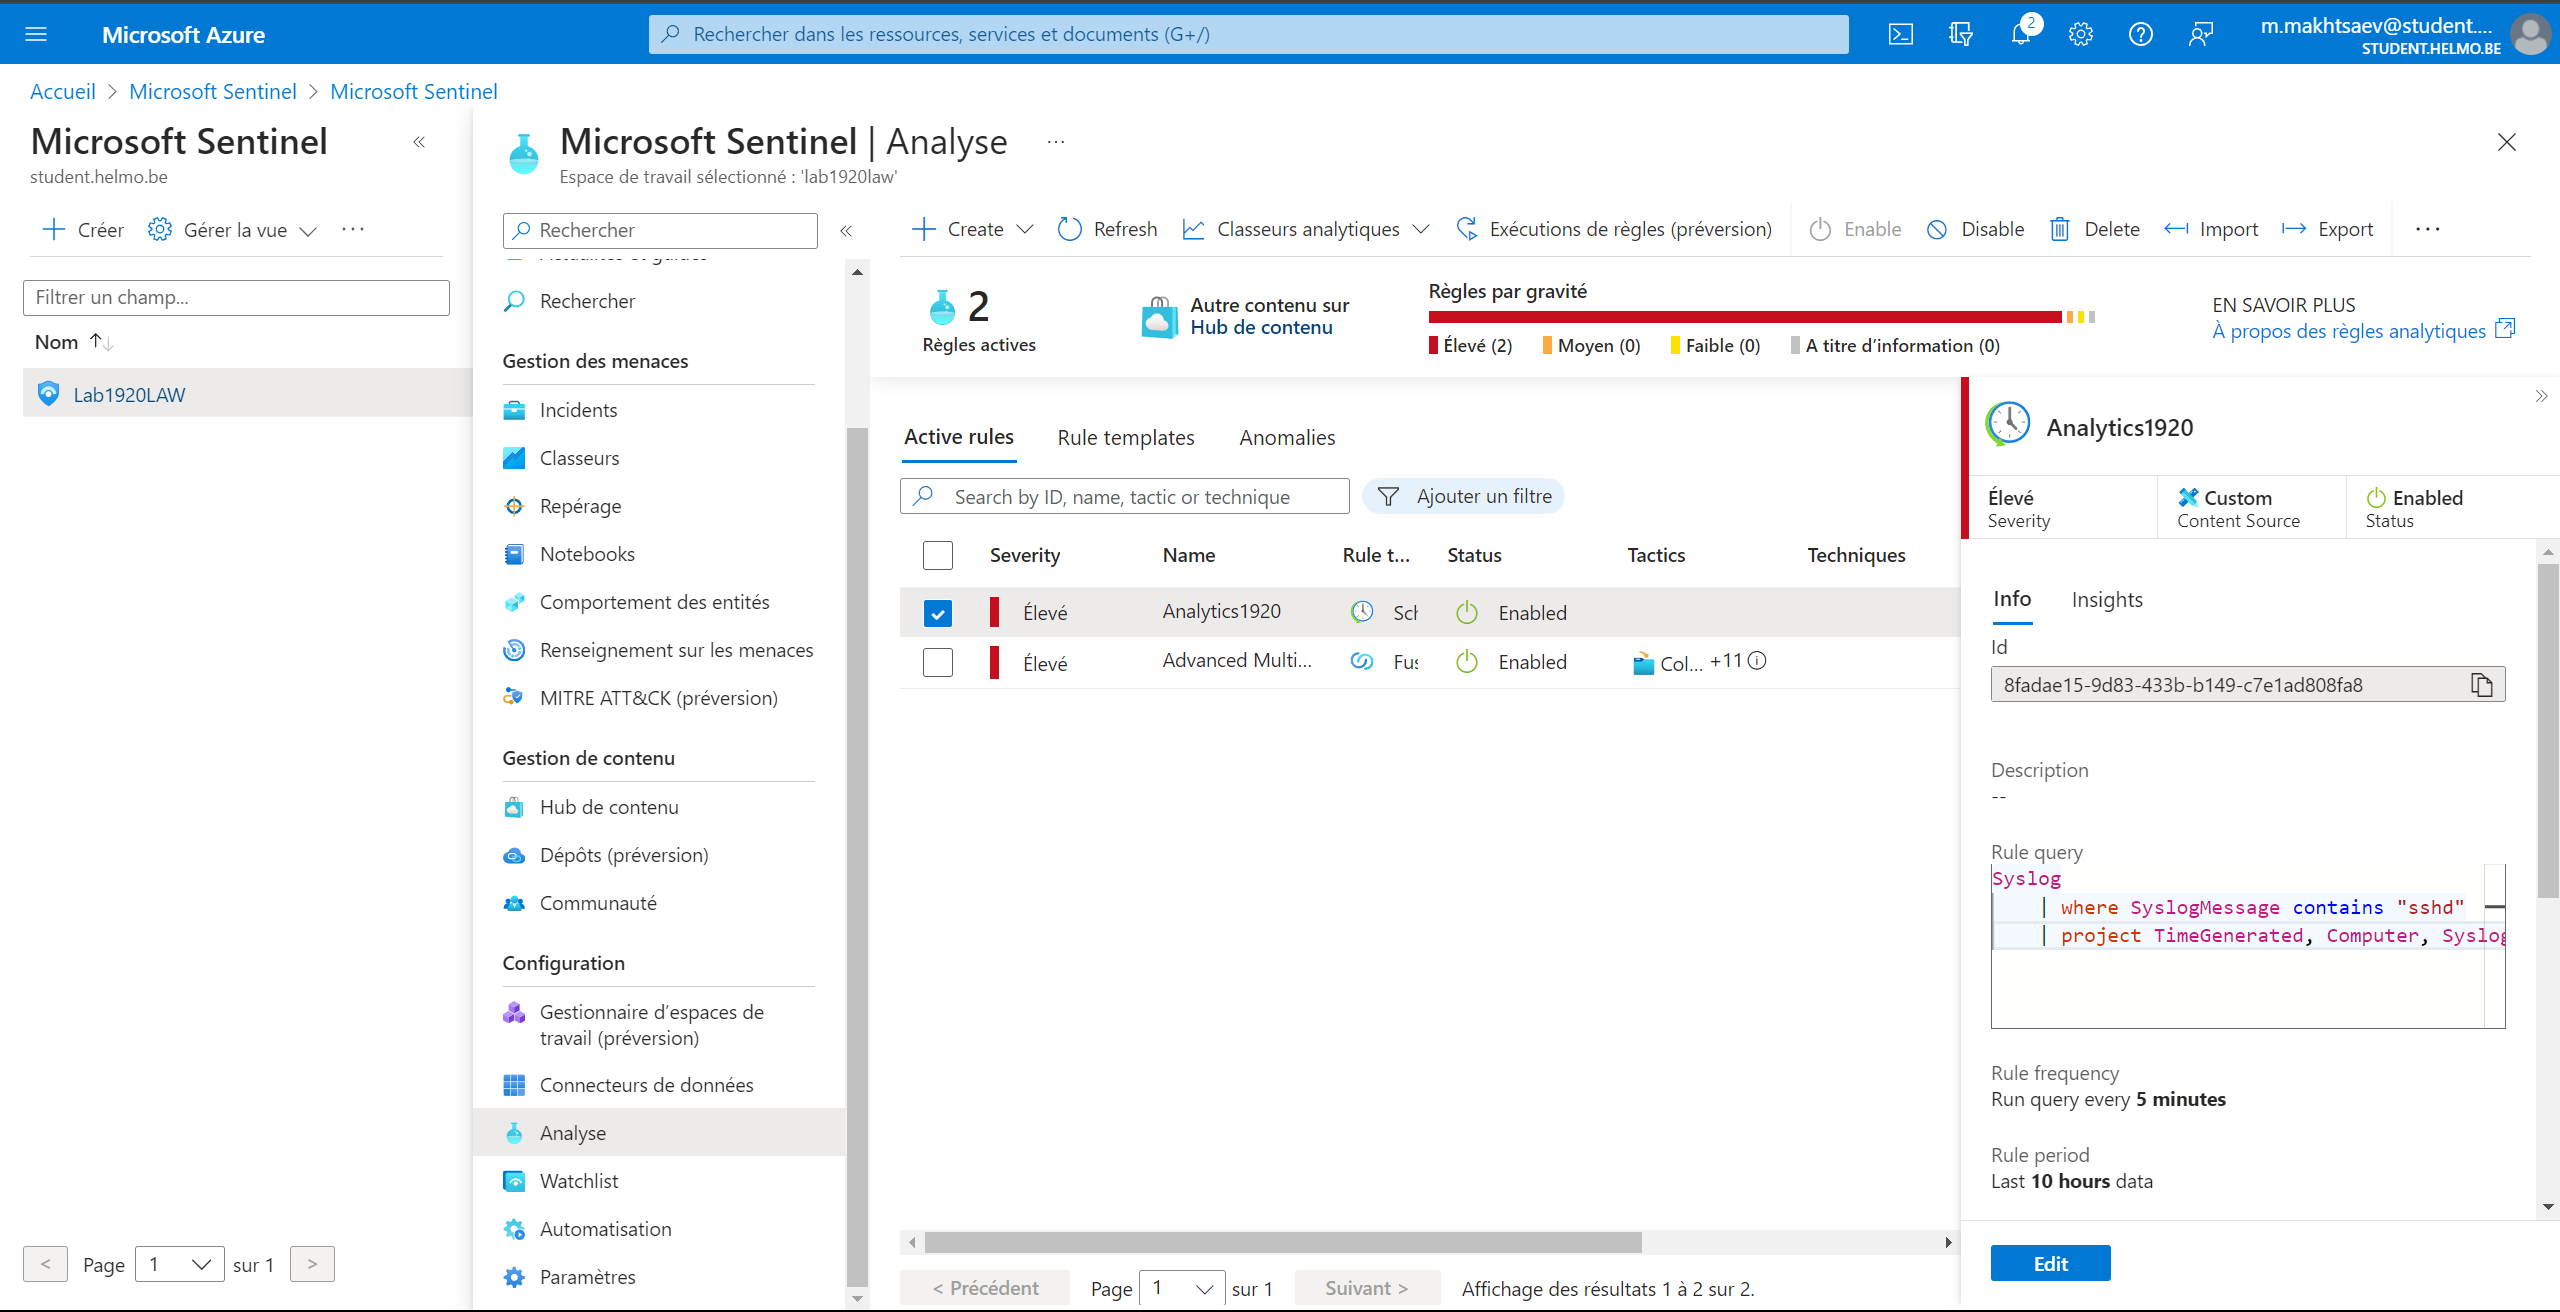 Microsoft Azure
Rechercher dans les ressources, services et documents (G+/)
2
m.makhtsaev@student....
STUDENT.HELMO.BE
Accueil > Microsoft Sentinel > Microsoft Sentinel
Microsoft Sentinel
student.helmo.be
Créer
Gérer la vue
Filtrer un champ...
Nom
Lab1920LAW
< Page 1 sur 1 >
Microsoft Sentinel | Analyse
Espace de travail sélectionné : 'lab1920law'
Rechercher
Actualités et guides
Rechercher
Gestion des menaces
Incidents
Classeurs
Repérage
Notebooks
Comportement des entités
Renseignement sur les menaces
MITRE ATT&CK (préversion)
Gestion de contenu
Hub de contenu
Dépôts (préversion)
Communauté
Configuration
Gestionnaire d’espaces de
travail (préversion)
Connecteurs de données
Analyse
Watchlist
Automatisation
Paramètres
Create Refresh Classeurs analytiques Exécutions de règles (préversion) Enable Disable Delete Import Export
2
Règles actives
Autre contenu sur
Hub de contenu
Règles par gravité
Élevé (2) Moyen (0) Faible (0) A titre d’information (0)
EN SAVOIR PLUS
À propos des règles analytiques
Active rules Rule templates Anomalies
Search by ID, name, tactic or technique
Ajouter un filtre
Severity Name Rule t... Status Tactics Techniques
Élevé Analytics1920 Sch Enabled
Élevé Advanced Multi... Fus Enabled Col... +11
< Précédent Page 1 sur 1 Suivant > Affichage des résultats 1 à 2 sur 2.
Analytics1920
Élevé
Severity
Custom
Content Source
Enabled
Status
Info Insights
Id
8fadae15-9d83-433b-b149-c7e1ad808fa8
Description
--
Rule query
Syslog
| where SyslogMessage contains "sshd"
| project TimeGenerated, Computer, Syslog
Rule frequency
Run query every 5 minutes
Rule period
Last 10 hours data
Edit